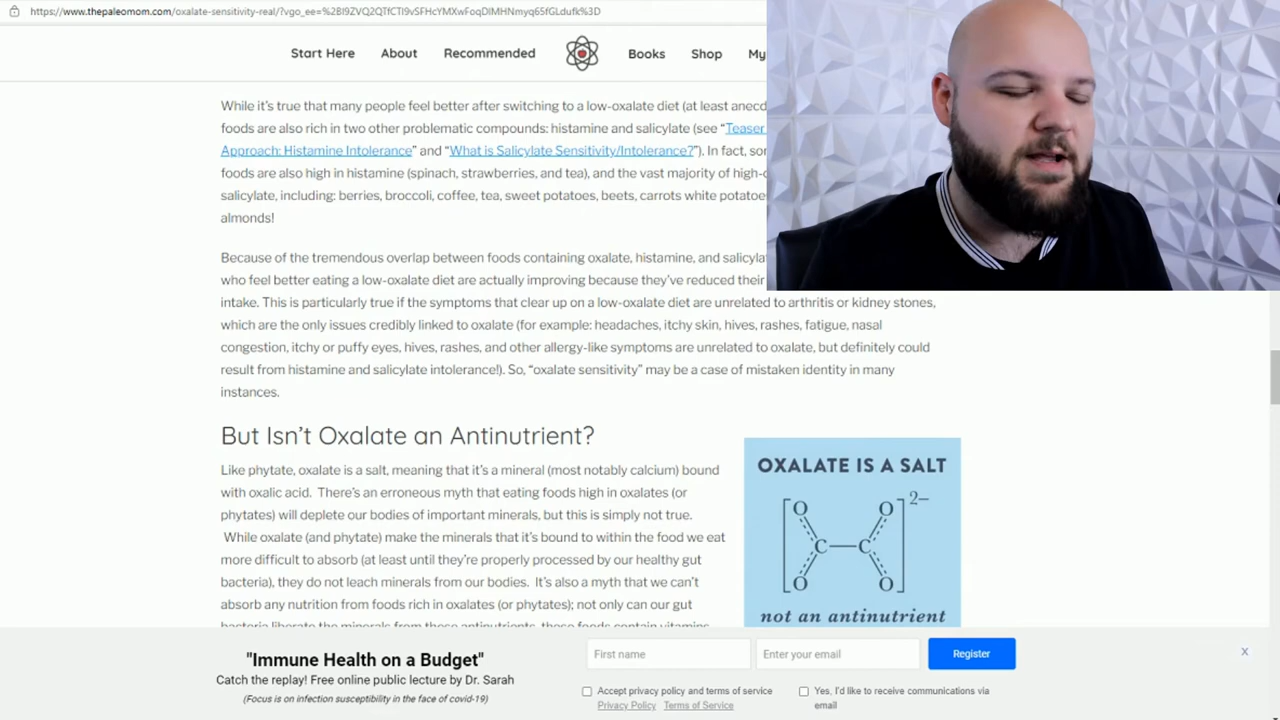 https://www.thepaleomom.com/oxalate-sensitivity-real/?vgo_ee=%2BI9ZVQ2QTfCTI9vSFHcYMXwFoqDIMHNmyq65fGLdufk%3D
Start Here About Recommended Books Shop My
While it’s true that many people feel better after switching to a low-oxalate diet (at least
foods are also rich in two other problematic compounds: histamine and salicylate (see “Teaser
Approach: Histamine Intolerance” and “What is Salicylate Sensitivity/Intolerance?”). In fact,
foods are also high in histamine (spinach, strawberries, and tea), and the vast majority of
salicylate, including: berries, broccoli, coffee, tea, sweet potatoes, beets, carrots white
almonds!
Because of the tremendous overlap between foods containing oxalate, histamine, and
who feel better eating a low-oxalate diet are actually improving because they’ve reduced their
intake. This is particularly true if the symptoms that clear up on a low-oxalate diet are unrelated to arthritis or kidney stones,
which are the only issues credibly linked to oxalate (for example: headaches, itchy skin, hives, rashes, fatigue, nasal
congestion, itchy or puffy eyes, hives, rashes, and other allergy-like symptoms are unrelated to oxalate, but definitely could
result from histamine and salicylate intolerance!). So, “oxalate sensitivity” may be a case of mistaken identity in many
instances.
But Isn’t Oxalate an Antinutrient?
Like phytate, oxalate is a salt, meaning that it’s a mineral (most notably calcium) bound
with oxalic acid. There’s an erroneous myth that eating foods high in oxalates (or
phytates) will deplete our bodies of important minerals, but this is simply not true.
While oxalate (and phytate) make the minerals that it’s bound to within the food we eat
more difficult to absorb (at least until they’re properly processed by our healthy gut
bacteria), they do not leach minerals from our bodies. It’s also a myth that we can’t
absorb any nutrition from foods rich in oxalates (or phytates); not only can our gut
bacteria liberate the minerals from these antinutrients, these foods contain vitamins
OXALATE IS A SALT
2−
O O
C C
O O
not an antinutrient
"Immune Health on a Budget"
Catch the replay! Free online public lecture by Dr. Sarah
(Focus on infection susceptibility in the face of covid-19)
First name
Enter your email
Register
X
Accept privacy policy and terms of service
Privacy Policy Terms of Service
Yes, I'd like to receive communications via
email